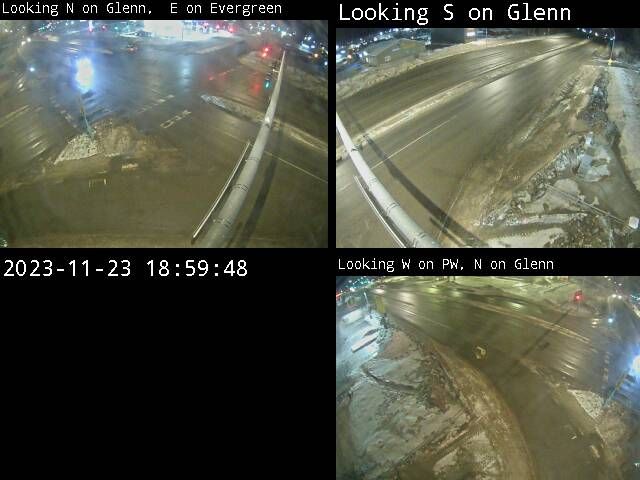 Looking N on Glenn,  E on Evergreen
Looking S on Glenn
2023-11-23 18:59:48
Looking W on PW, N on Glenn